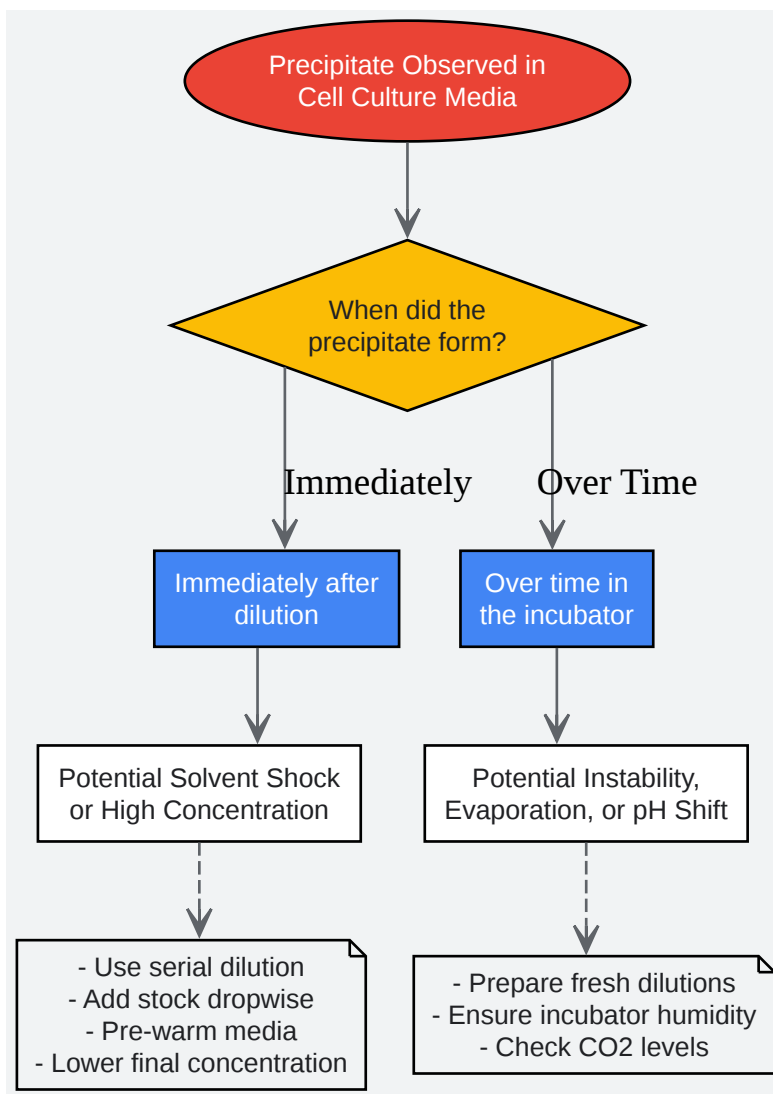 Precipitate Observed in
Cell Culture Media
When did the
precipitate form?
Immediately
Over Time
Immediately after
dilution
Over time in
the incubator
Potential Solvent Shock
or High Concentration
Potential Instability,
Evaporation, or pH Shift
- Use serial dilution
- Add stock dropwise
- Pre-warm media
- Lower final concentration
- Prepare fresh dilutions
- Ensure incubator humidity
- Check CO2 levels